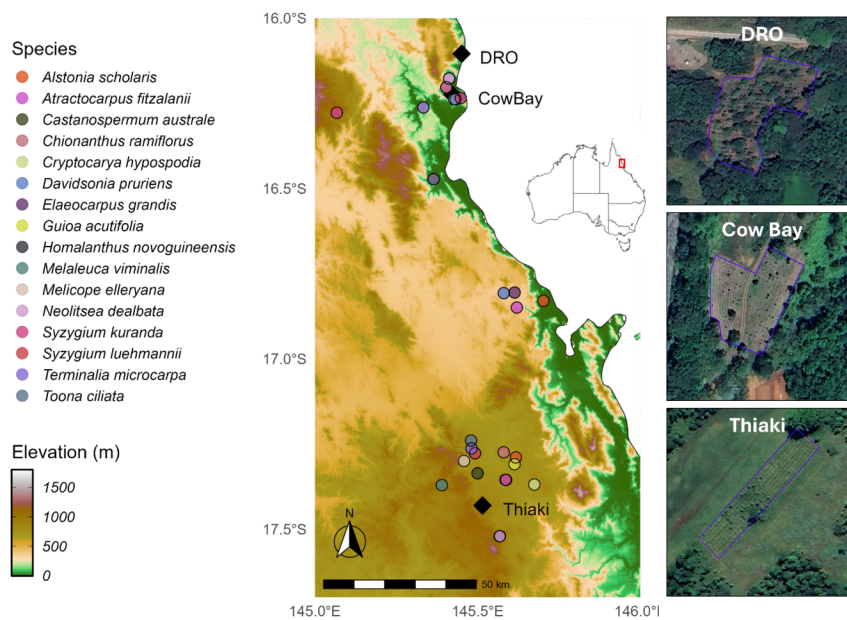 Species
Alstonia scholaris
Atractocarpus fitzalanii
Castanospermum australe
Chionanthus ramiflorus
Cryptocarya hypospodia
Davidsonia pruriens
Elaeocarpus grandis
Guioa acutifolia
Homalanthus novoguineensis
Melaleuca viminalis
Melicope elleryana
Neolitsea dealbata
Syzygium kuranda
Syzygium luehmannii
Terminalia microcarpa
Toona ciliata
Elevation (m)
1500
1000
500
0
16.0°S
16.5°S
17.0°S
17.5°S
DRO
CowBay
Thiaki
N
50 km
145.0°E
145.5°E
146.0°
DRO
Cow Bay
Thiaki